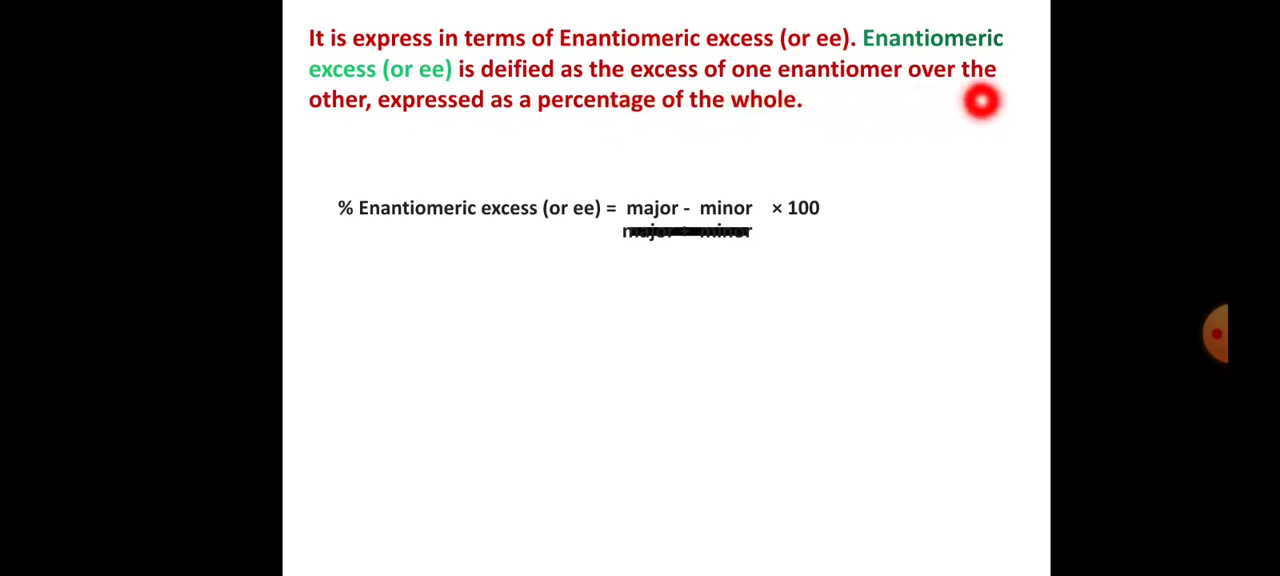 It is express in terms of Enantiomeric excess (or ee). Enantiomeric
excess (or ee) is deified as the excess of one enantiomer over the
other, expressed as a percentage of the whole.
% Enantiomeric excess (or ee) = major - minor × 100
major + minor